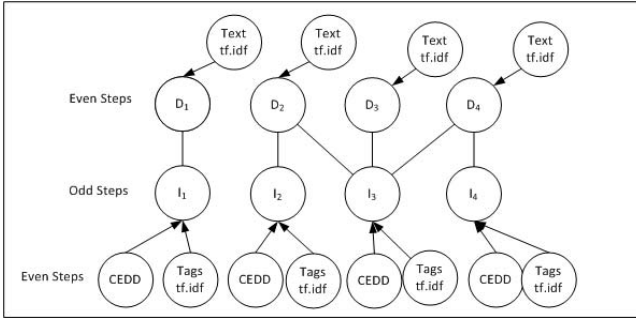 Text
tf.idf
Text
tf.idf
Text
tf.idf
Text
tf.idf
Even Steps
D1
D2
D3
D4
Odd Steps
I1
I2
I3
I4
Even Steps
CEDD
Tags
tf.idf
CEDD
Tags
tf.idf
CEDD
Tags
tf.idf
CEDD
Tags
tf.idf